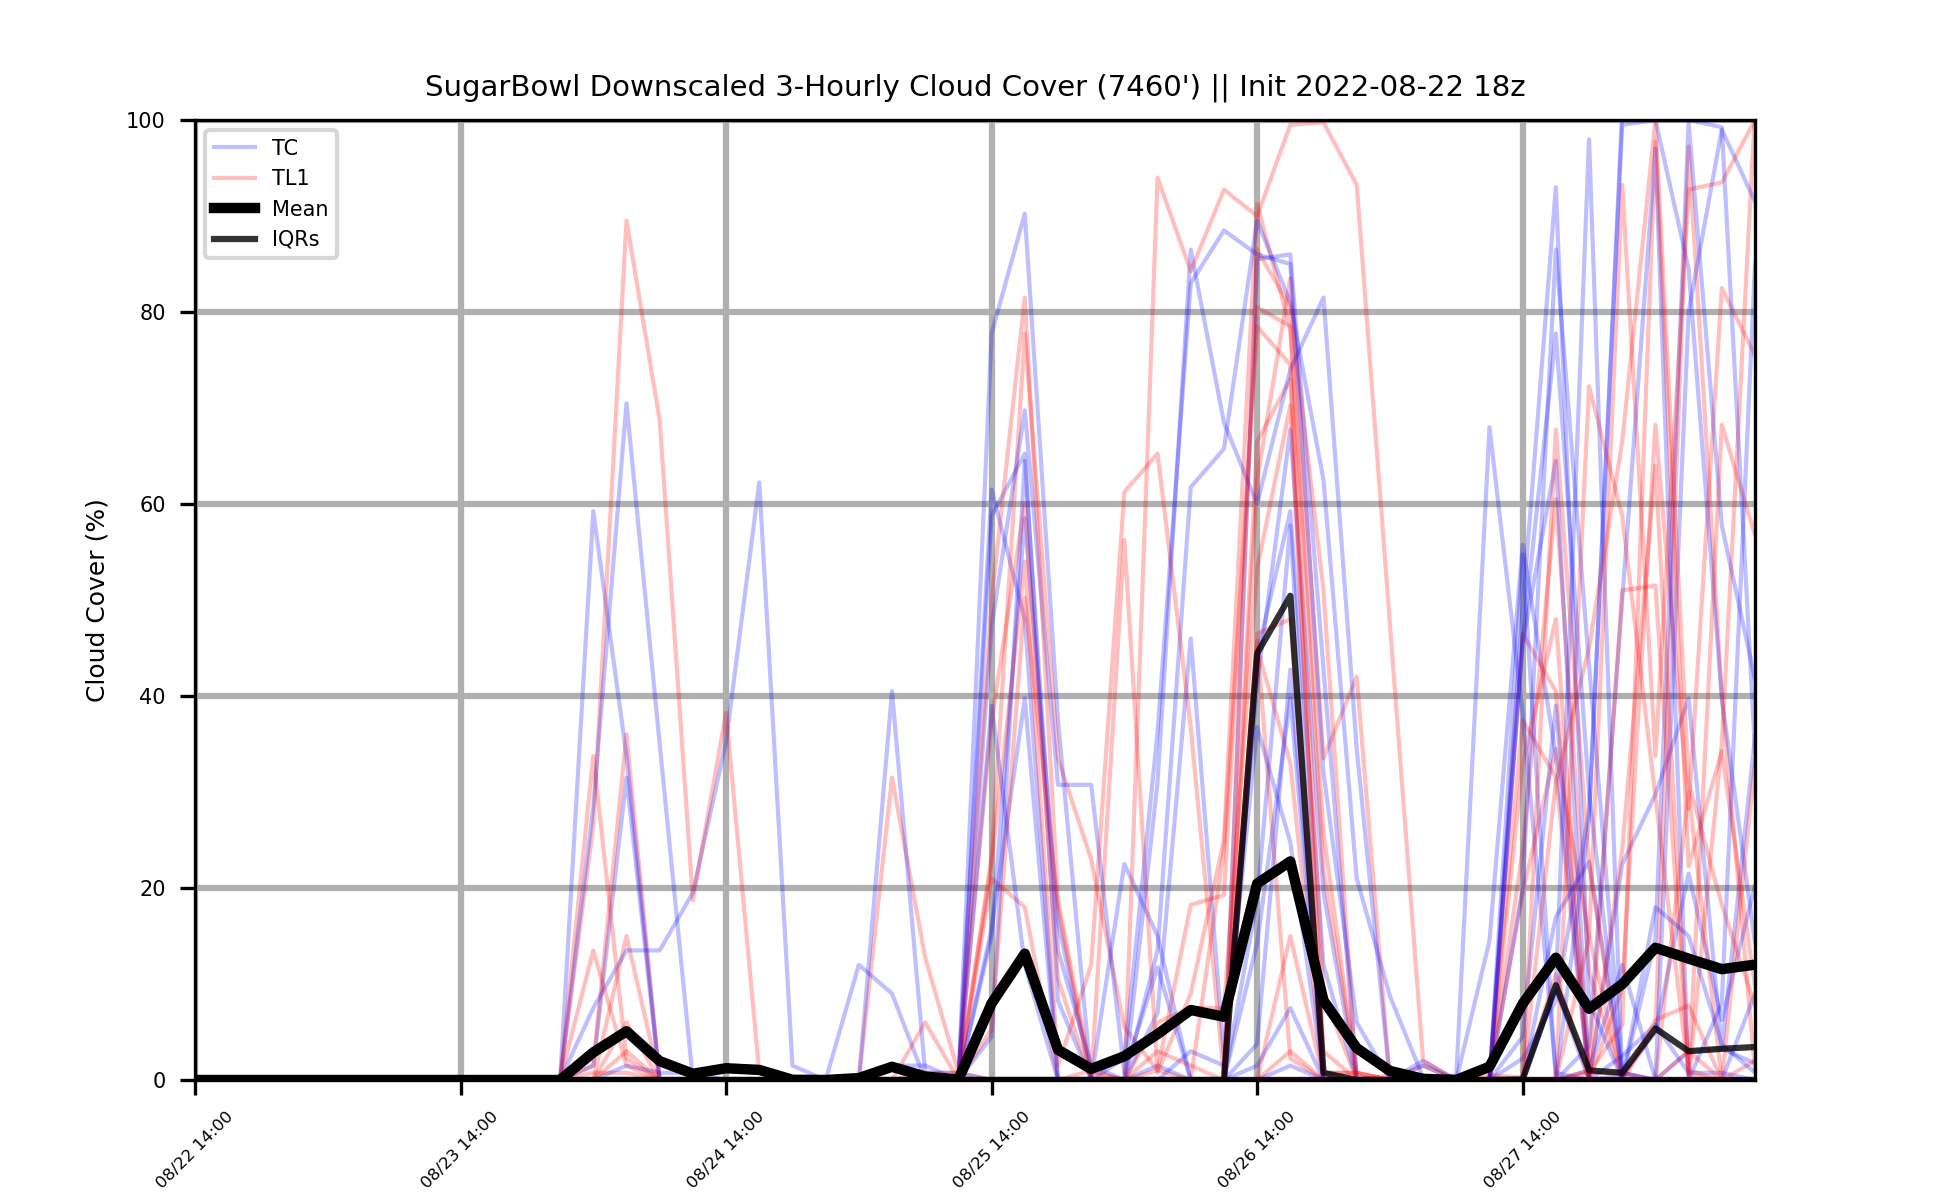 SugarBowl Downscaled 3-Hourly Cloud Cover (7460') || Init 2022-08-22 18z
Cloud Cover (%)
100
80
60
40
20
0
TC
TL1
Mean
IQRs
08/22 14:00
08/23 14:00
08/24 14:00
08/25 14:00
08/26 14:00
08/27 14:00